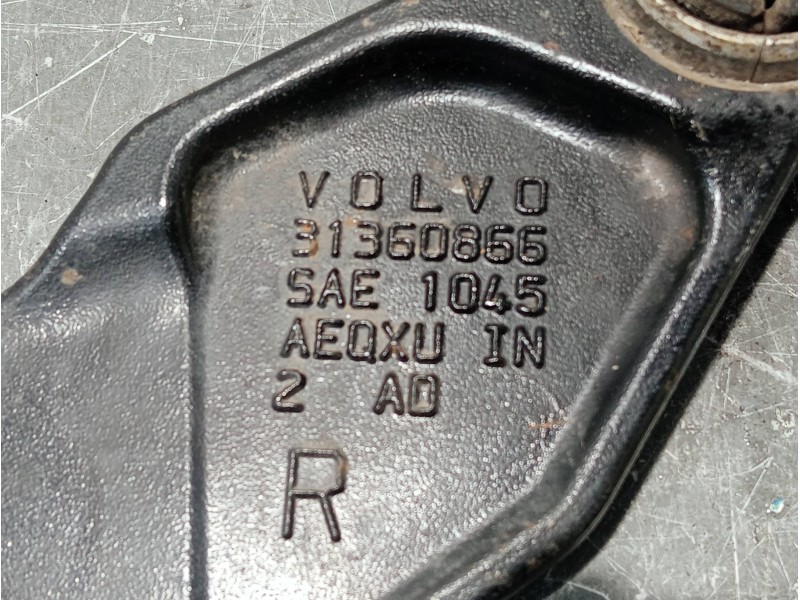 VOLVO
31360866
SAE 1045
AEQXU IN
2 AD
R